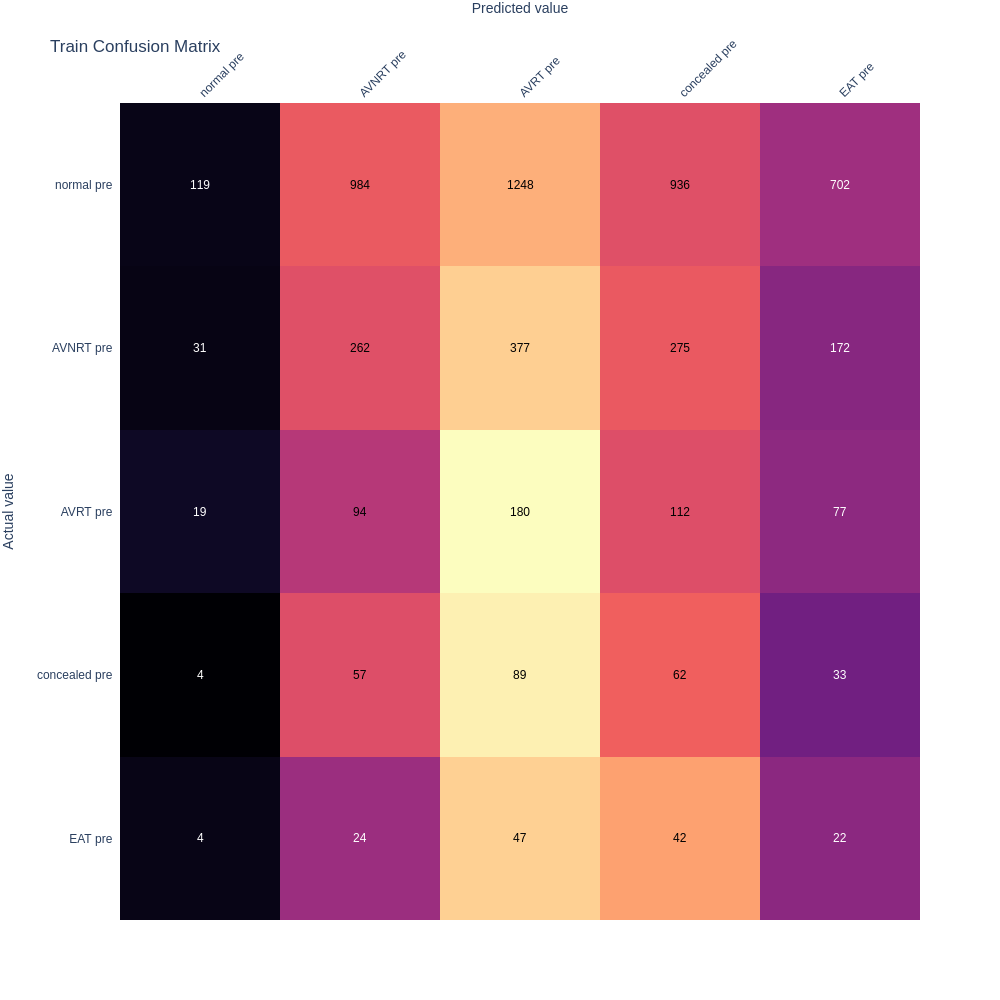 Predicted value
Train Confusion Matrix
normal pre
AVNRT pre
AVRT pre
concealed pre
EAT pre
normal pre 119 984 1248 936 702
AVNRT pre 31 262 377 275 172
AVRT pre 19 94 180 112 77
concealed pre 4 57 89 62 33
EAT pre 4 24 47 42 22
Actual value